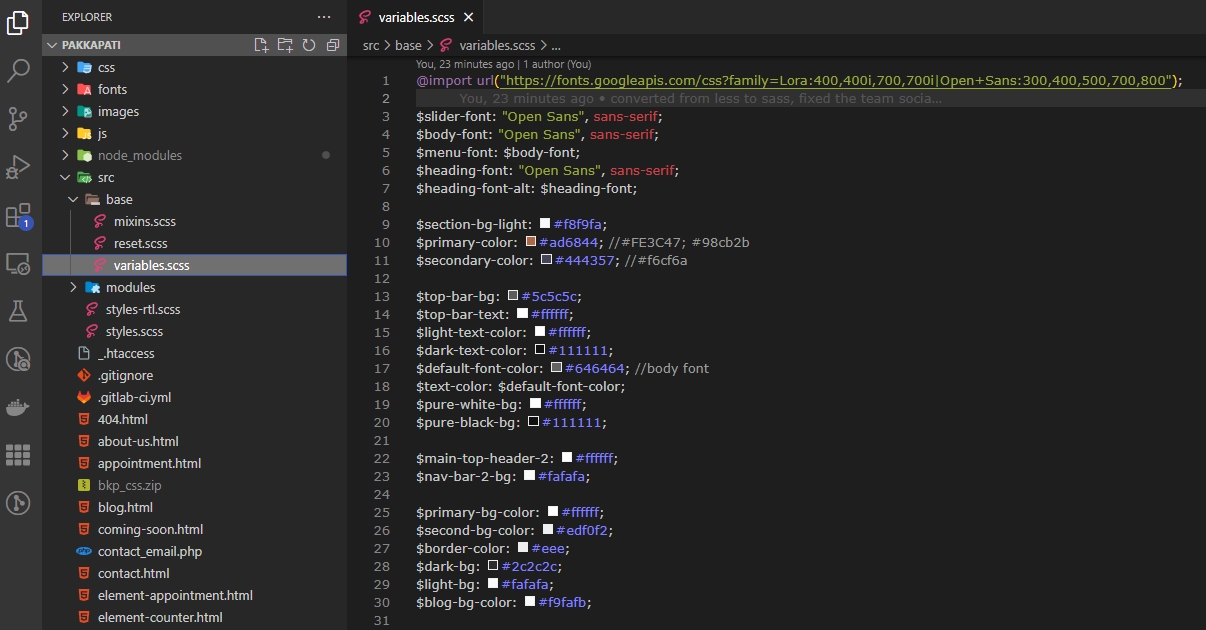 EXPLORER
PAKKAPATI
css
fonts
images
js
node_modules
src
base
mixins.scss
reset.scss
variables.scss
modules
styles-rtl.scss
styles.scss
_.htaccess
.gitignore
.gitlab-ci.yml
404.html
about-us.html
appointment.html
bkp_css.zip
blog.html
coming-soon.html
contact_email.php
contact.html
element-appointment.html
element-counter.html
1
variables.scss
src > base > variables.scss > ...
You, 23 minutes ago | 1 author (You)
1 @import url("https://fonts.googleapis.com/css?family=Lora:400,400i,700,700i|Open+Sans:300,400,500,700,800");
2 You, 23 minutes ago • converted from less to sass, fixed the team socia…
3 $slider-font: "Open Sans", sans-serif;
4 $body-font: "Open Sans", sans-serif;
5 $menu-font: $body-font;
6 $heading-font: "Open Sans", sans-serif;
7 $heading-font-alt: $heading-font;
8
9 $section-bg-light: #f8f9fa;
10 $primary-color: #ad6844; //#FE3C47; #98cb2b
11 $secondary-color: #444357; //#f6cf6a
12
13 $top-bar-bg: #5c5c5c;
14 $top-bar-text: #ffffff;
15 $light-text-color: #ffffff;
16 $dark-text-color: #111111;
17 $default-font-color: #646464; //body font
18 $text-color: $default-font-color;
19 $pure-white-bg: #ffffff;
20 $pure-black-bg: #111111;
21
22 $main-top-header-2: #ffffff;
23 $nav-bar-2-bg: #fafafa;
24
25 $primary-bg-color: #ffffff;
26 $second-bg-color: #edf0f2;
27 $border-color: #eee;
28 $dark-bg: #2c2c2c;
29 $light-bg: #fafafa;
30 $blog-bg-color: #f9fafb;
31